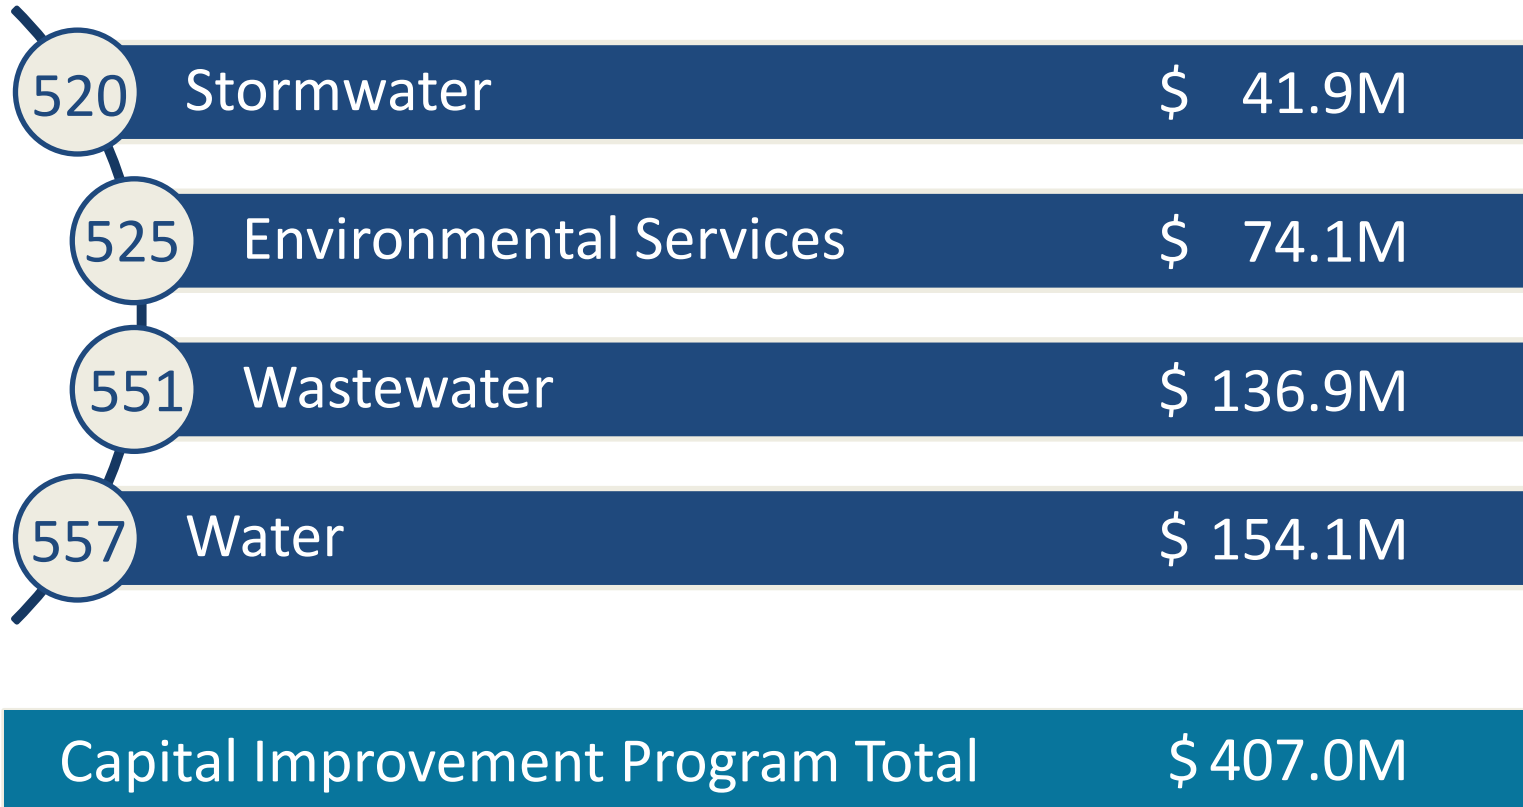 520 Stormwater $ 41.9M
525 Environmental Services $ 74.1M
551 Wastewater $ 136.9M
557 Water $ 154.1M
Capital Improvement Program Total $ 407.0M